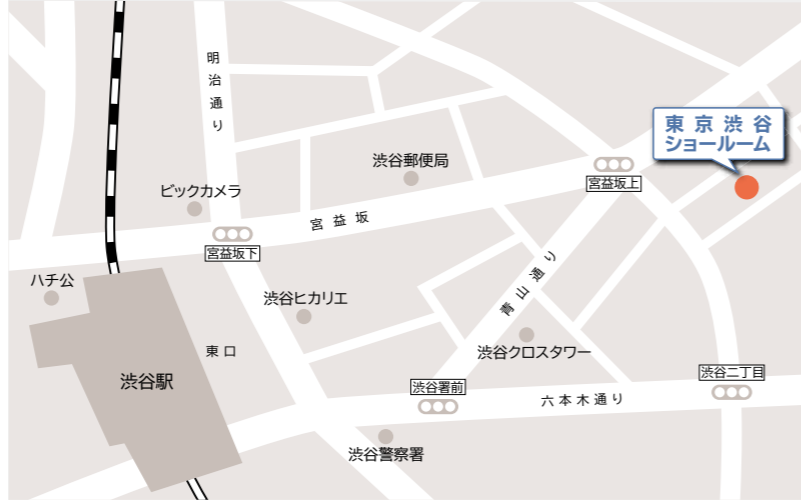 明治通り
東京渋谷
ショールーム
渋谷郵便局
宮益坂上
ビックカメラ
宮益坂
宮益坂下
ハチ公
青山通り
渋谷ヒカリエ
東口
渋谷クロスタワー
渋谷駅
渋谷二丁目
渋谷署前
六本木通り
渋谷警察署